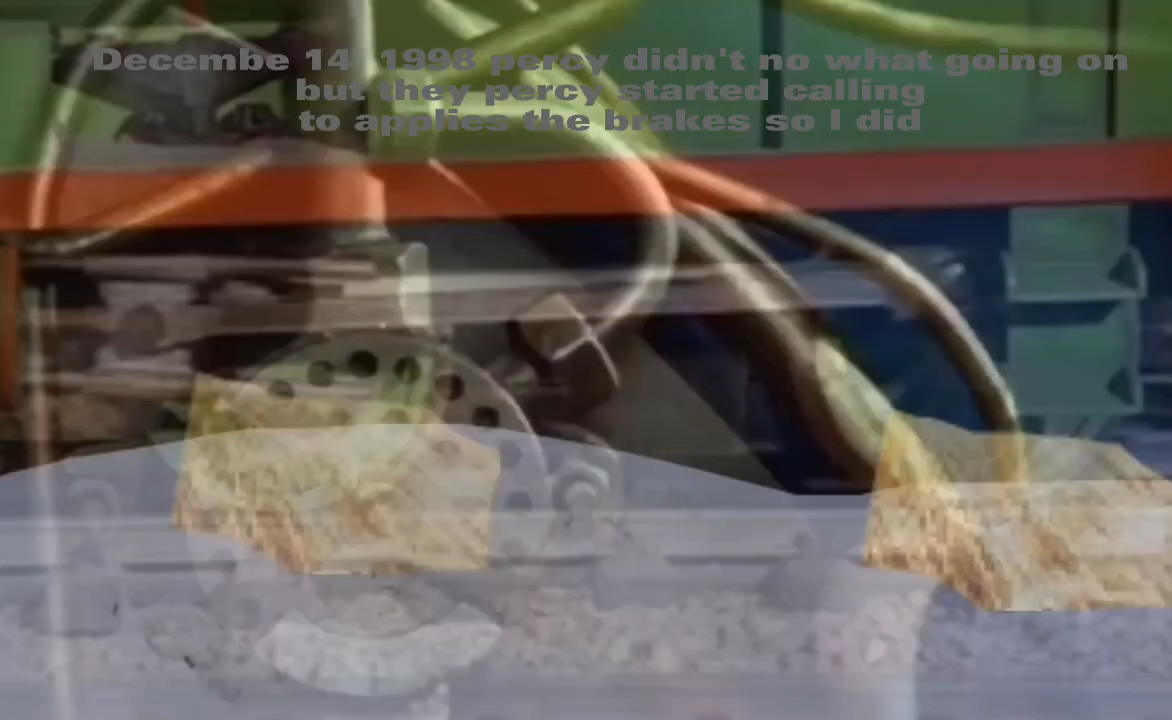 Decembe 14, 1998 percy didn't no what going on
but they percy started calling
to applies the brakes so I did